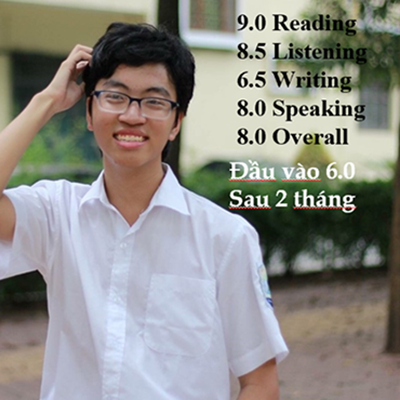 9.0 Reading
8.5 Listening
6.5 Writing
8.0 Speaking
8.0 Overall
Đầu vào 6.0
Sau 2 tháng